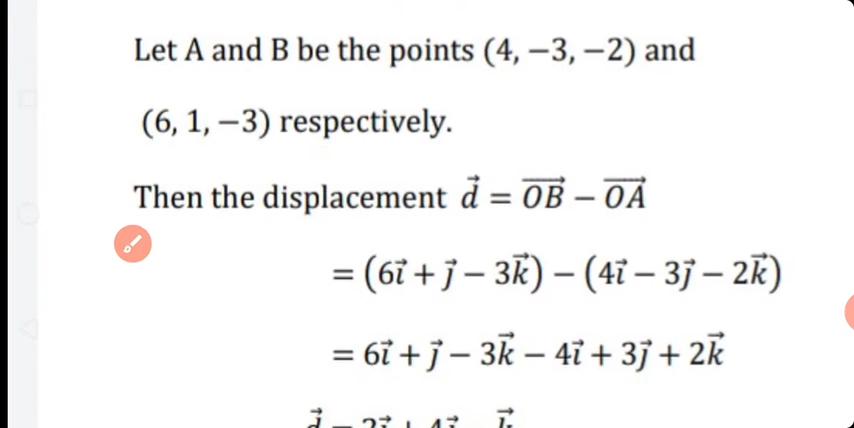 Let A and B be the points (4, −3, −2) and
(6, 1, −3) respectively.
Then the displacement d⃗ = OB⃗ − OA⃗
= (6i⃗ + j⃗ − 3k⃗) − (4i⃗ − 3j⃗ − 2k⃗)
= 6i⃗ + j⃗ − 3k⃗ − 4i⃗ + 3j⃗ + 2k⃗